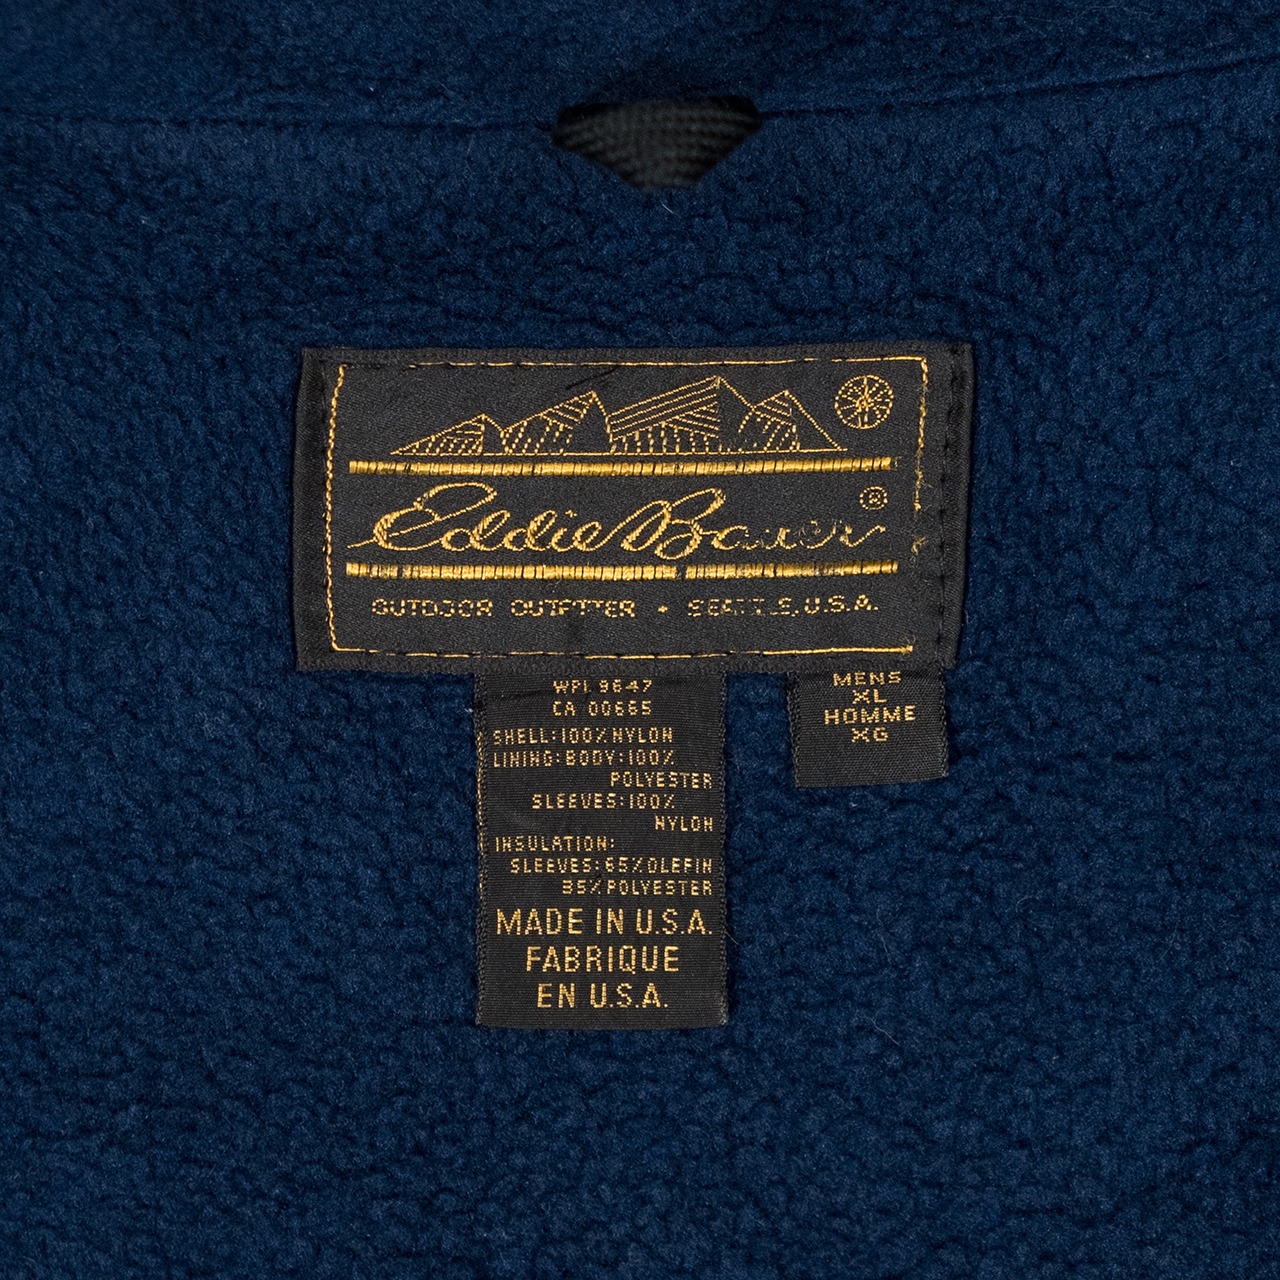 Eddie Bauer®
OUTDOOR OUTFITTER • SEATTLE, U.S.A.
WPL 9647
CA 00665
SHELL: 100% NYLON
LINING: BODY: 100%
POLYESTER
SLEEVES: 100%
NYLON
INSULATION:
SLEEVES: 65% OLEFIN
35% POLYESTER
MADE IN U.S.A.
FABRIQUE
EN U.S.A.
MENS
XL
HOMME
XG